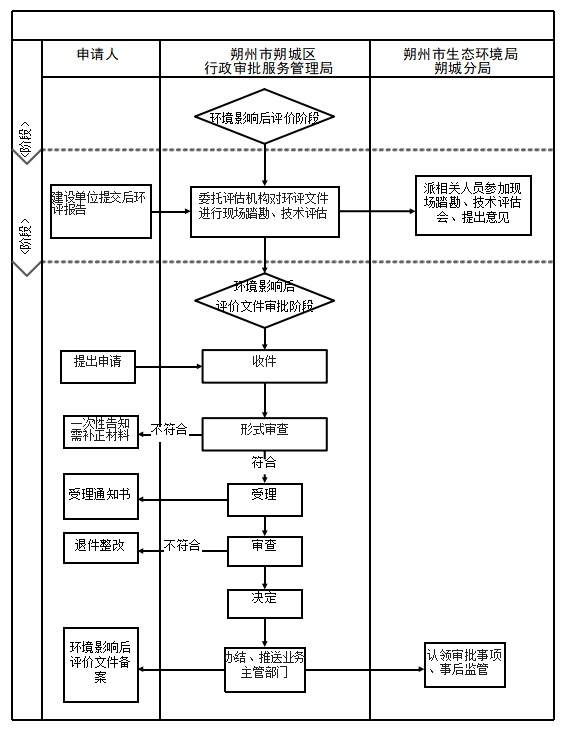 申请人
朔州市朔城区
行政审批服务管理局
朔州市生态环境局
朔城分局
<阶段>
环境影响后评价阶段
建设单位提交后环
评报告
委托评估机构对环评文件
进行现场踏勘、技术评估
派相关人员参加现
场踏勘、技术评估
会、提出意见
<阶段>
环境影响后
评价文件审批阶段
提出申请
收件
一次性告知
需补正材料
不符合
形式审查
符合
受理通知书
受理
退件整改
不符合
审查
决定
环境影响后
评价文件备
案
办结、推送业务
主管部门
认领审批事项
、事后监管